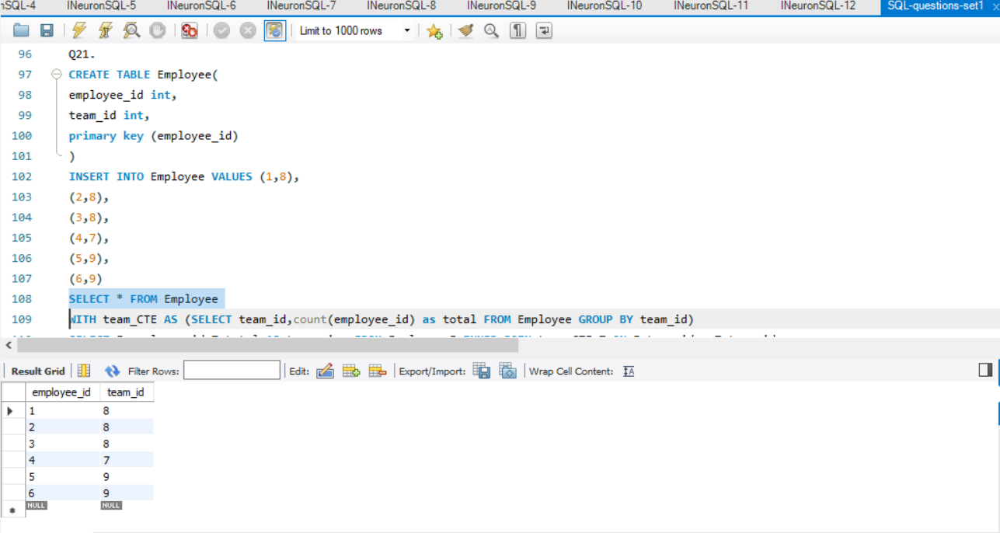 nSQL-4 INeuronSQL-5 INeuronSQL-6 INeuronSQL-7 INeuronSQL-8 INeuronSQL-9 INeuronSQL-10 INeuronSQL-11 INeuronSQL-12 SQL-questions-set1
Limit to 1000 rows
96 Q21.
97 CREATE TABLE Employee(
98 employee_id int,
99 team_id int,
100 primary key (employee_id)
101 )
102 INSERT INTO Employee VALUES (1,8),
103 (2,8),
104 (3,8),
105 (4,7),
106 (5,9),
107 (6,9)
108 SELECT * FROM Employee
109 WITH team_CTE AS (SELECT team_id,count(employee_id) as total FROM Employee GROUP BY team_id)
Result Grid Filter Rows: Edit: Export/Import: Wrap Cell Content:
employee_id team_id
1 8
2 8
3 8
4 7
5 9
6 9
NULL NULL